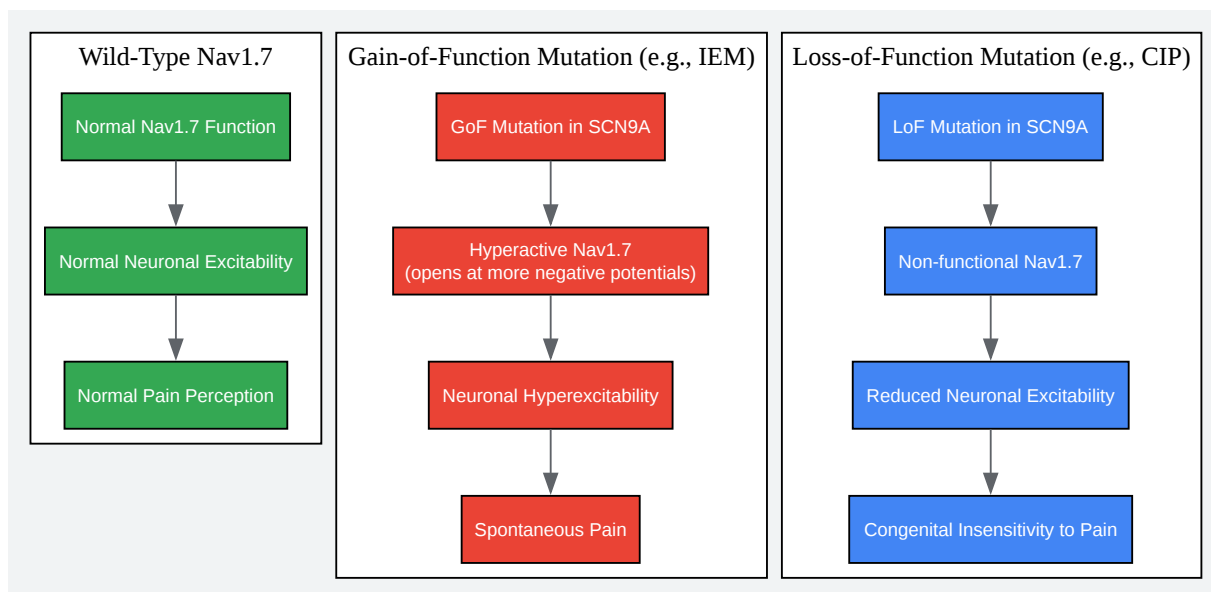 Wild-Type Nav1.7
Normal Nav1.7 Function
Normal Neuronal Excitability
Normal Pain Perception
Gain-of-Function Mutation (e.g., IEM)
GoF Mutation in SCN9A
Hyperactive Nav1.7
(opens at more negative potentials)
Neuronal Hyperexcitability
Spontaneous Pain
Loss-of-Function Mutation (e.g., CIP)
LoF Mutation in SCN9A
Non-functional Nav1.7
Reduced Neuronal Excitability
Congenital Insensitivity to Pain